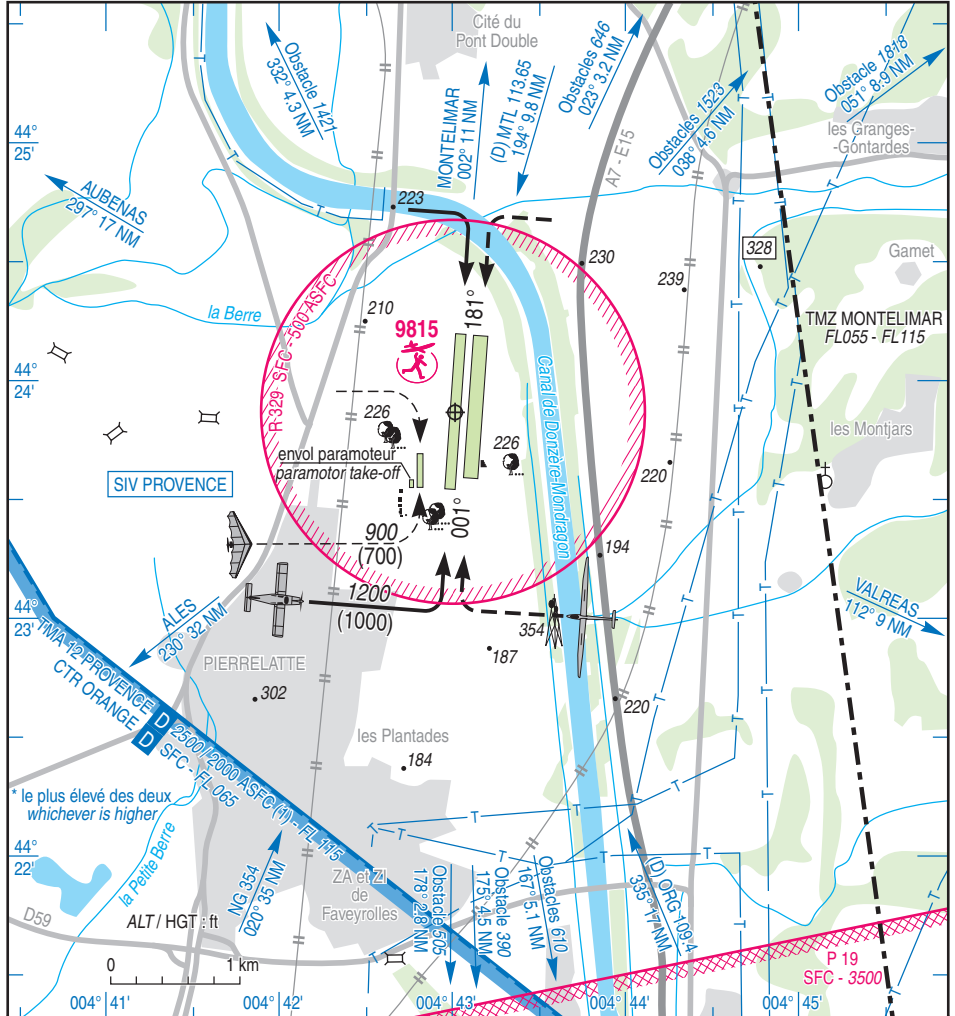 Cité du
Pont Double
Obstacle 1421
332° 4.3 NM
MONTELIMAR
002° 11 NM
(D) MTL 113.65
194° 9.8 NM
Obstacles 646
023° 3.2 NM
Obstacles 1523
038° 4.6 NM
Obstacle 1818
051° 8.9 NM
44°
25'
A7 - E15
les Granges-
-Gontardes
AUBENAS
297° 17 NM
223
230
239
328
Gamet
la Berre
210
R 329 SFC - 500 ASFC
9815
181°
TMZ MONTELIMAR
FL055 - FL115
44°
24'
Canal de Donzère-Mondragon
226
226
les Montjars
envol paramoteur
paramotor take-off
220
SIV PROVENCE
900
(700)
001°
194
1200
(1000)
44°
23'
ALES
230° 32 NM
354
VALREAS
112° 9 NM
187
PIERRELATTE
302
220
TMA 12 PROVENCE
D
2500 / 2000 ASFC (1) - FL 115
CTR ORANGE
D
SFC - FL 065
les Plantades
184
* le plus élevé des deux
whichever is higher
la Petite Berre
44°
22'
NG 354
020° 35 NM
ZA et ZI
de
Faveyrolles
Obstacle 505
178° 2.8 NM
Obstacle 390
175° 4.5 NM
Obstacles 610
167° 5.1 NM
(D) ORG 109.4
335° 17 NM
D59
ALT / HGT : ft
0
1 km
P 19
SFC - 3500
004° 41'
004° 42'
004° 43'
004° 44'
004° 45'